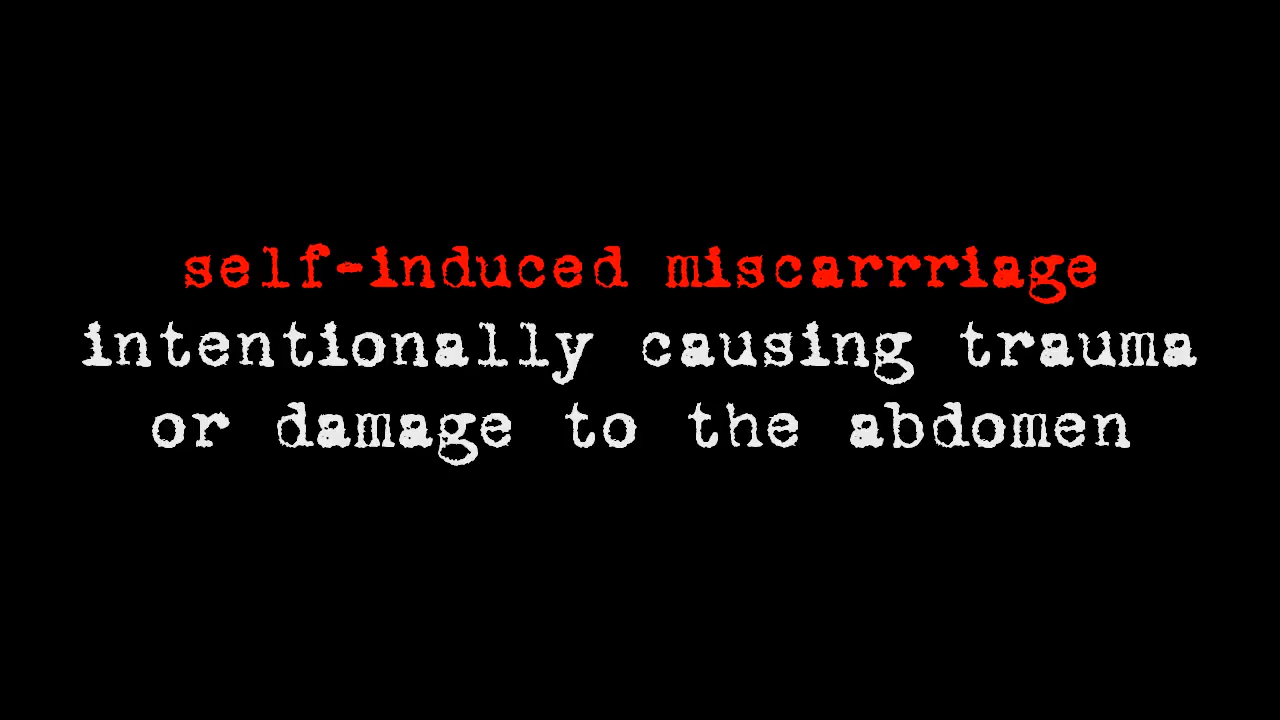 self-induced miscarrriage
intentionally causing trauma
or damage to the abdomen